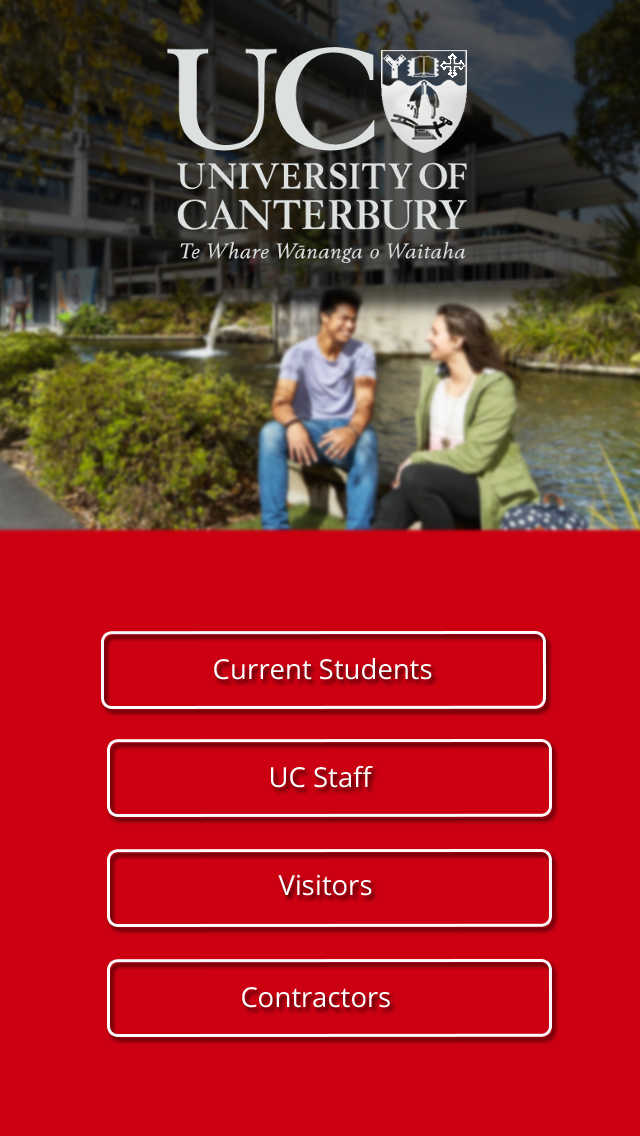 UC
UNIVERSITY OF
CANTERBURY
Te Whare Wānanga o Waitaha
Current Students
UC Staff
Visitors
Contractors